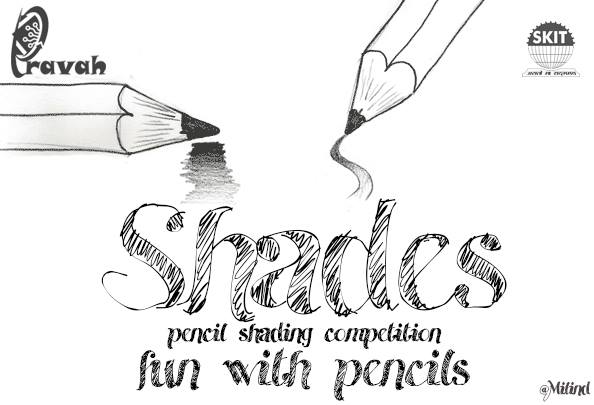 Pravah
SKIT
Shades
pencil shading competition
fun with pencils
@Milind